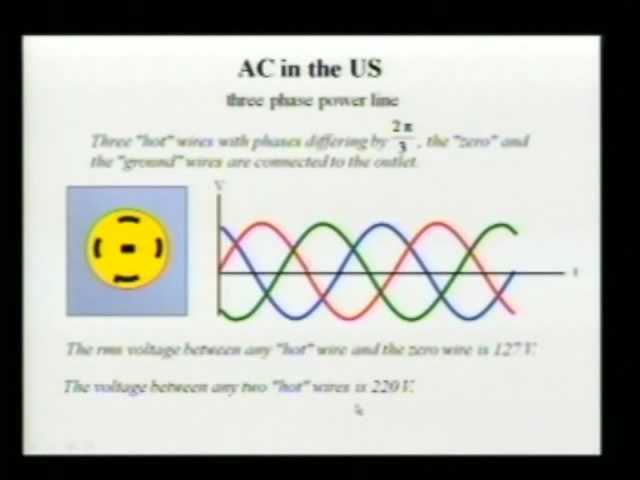 AC in the US
three phase power line
Three "hot" wires with phases differing by 2π/3, the "zero" and
the "ground" wires are connected to the outlet.
V
t
The rms voltage between any "hot" wire and the zero wire is 127 V.
The voltage between any two "hot" wires is 220 V.